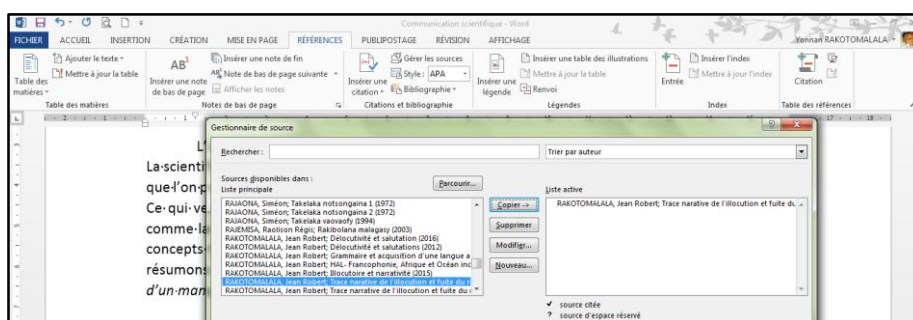 Communication scientifique - Word
FICHIER ACCUEIL INSERTION CRÉATION MISE EN PAGE RÉFÉRENCES PUBLIPOSTAGE RÉVISION AFFICHAGE Yonnan RAKOTOMALALA
Table des matières
Ajouter le texte
Mettre à jour la table
Table des matières
AB¹
Insérer une note de bas de page
Insérer une note de fin
Note de bas de page suivante
Afficher les notes
Notes de bas de page
Insérer une citation
Gérer les sources
Style : APA
Bibliographie
Citations et bibliographie
Insérer une légende
Insérer une table des illustrations
Mettre à jour la table
Renvoi
Légendes
Entrée
Insérer l'index
Mettre à jour l'index
Index
Citation
Table des références
L'
La·scienti
que·l'on·p
Ce·qui·ve
comme·la
concepts
résumons
d'un·man
Gestionnaire de source
Rechercher :
Trier par auteur
Sources disponibles dans :
Liste principale
Parcourir...
RAJAONA, Siméon; Takelaka notsongaina 1 (1972)
RAJAONA, Siméon; Takelaka notsongaina 2 (1972)
RAJAONA, Siméon; Takelaka vaovaofy (1994)
RAJEMISA, Raolison Régis; Rakibolana malagasy (2003)
RAKOTOMALALA, Jean Robert; Délocutivité et salutation (2016)
RAKOTOMALALA, Jean Robert; Délocutivité et salutations (2012)
RAKOTOMALALA, Jean Robert; Grammaire et acquisition d'une langue a
RAKOTOMALALA, Jean Robert; HAL- Francophonie, Afrique et Océan inc
RAKOTOMALALA, Jean Robert; Illocutoire et narrativité (2015)
RAKOTOMALALA, Jean Robert; Trace narative de l'illocution et fuite du
RAKOTOMALALA, Jean Robert; Trace narrative de l'illocution et fuite du
Copier ->
Supprimer
Modifier...
Nouveau...
Liste active
RAKOTOMALALA, Jean Robert; Trace narative de l'illocution et fuite du
✓ source citée
? source d'espace réservé